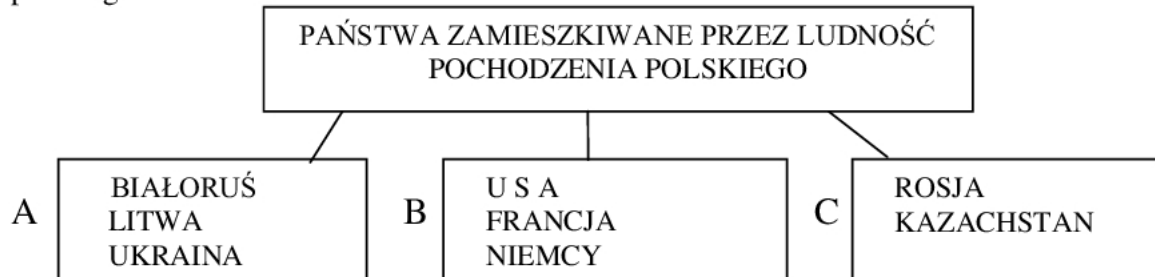 PAŃSTWA ZAMIESZKIWANE PRZEZ LUDNOŚĆ
POCHODZENIA POLSKIEGO
A
BIAŁORUŚ
LITWA
UKRAINA
B
U S A
FRANCJA
NIEMCY
C
ROSJA
KAZACHSTAN